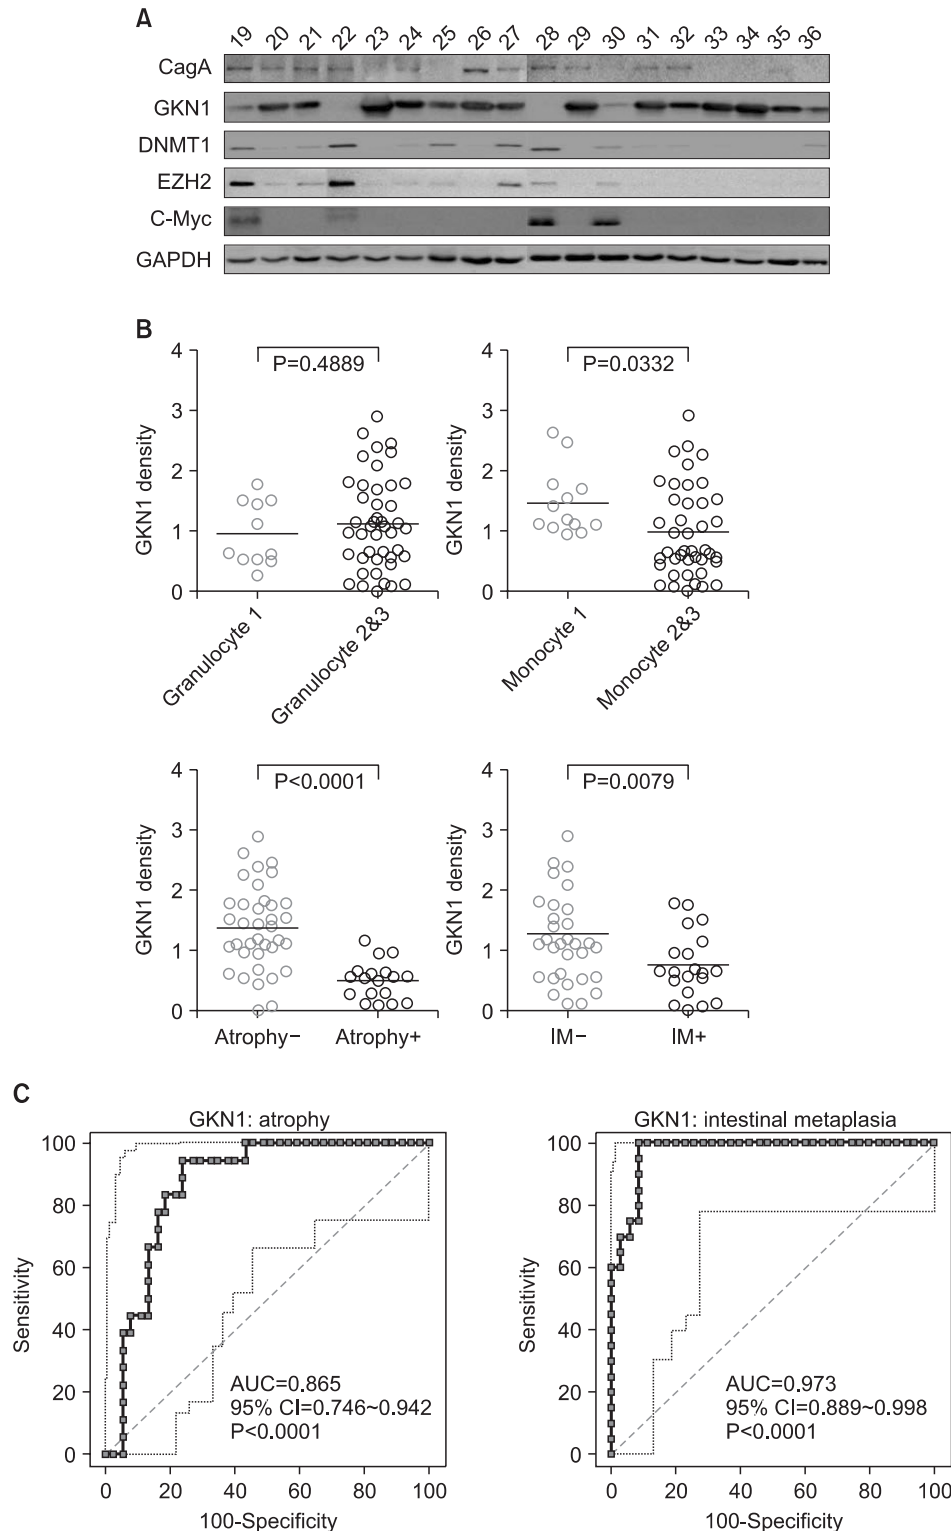 A
19 20 21 22 23 24 25 26 27 28 29 30 31 32 33 34 35 36
CagA
GKN1
DNMT1
EZH2
C-Myc
GAPDH
B
4
3
2
1
0
GKN1 density
P=0.4889
Granulocyte 1
Granulocyte 2&3
4
3
2
1
0
GKN1 density
P=0.0332
Monocyte 1
Monocyte 2&3
4
3
2
1
0
GKN1 density
P<0.0001
Atrophy−
Atrophy+
4
3
2
1
0
GKN1 density
P=0.0079
IM−
IM+
C
GKN1: atrophy
100
80
60
40
20
0
Sensitivity
AUC=0.865
95% CI=0.746~0.942
P<0.0001
0 20 40 60 80 100
100-Specificity
GKN1: intestinal metaplasia
100
80
60
40
20
0
Sensitivity
AUC=0.973
95% CI=0.889~0.998
P<0.0001
0 20 40 60 80 100
100-Specificity